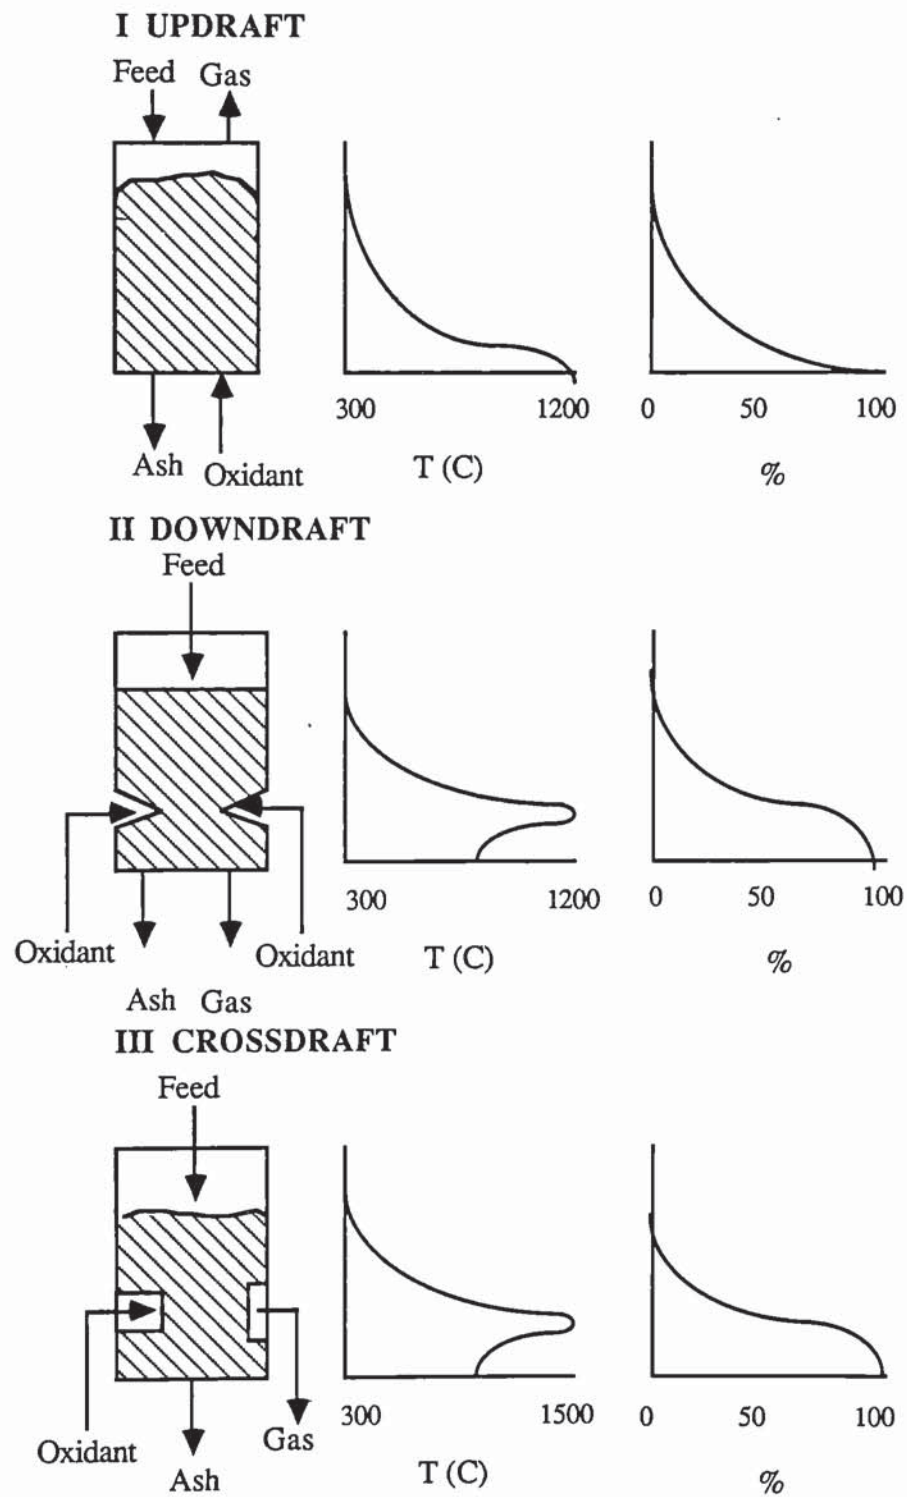 I UPDRAFT
Feed Gas
Ash Oxidant
300 1200
T (C)
0 50 100
%
II DOWNDRAFT
Feed
Oxidant Oxidant
Ash Gas
300 1200
T (C)
0 50 100
%
III CROSSDRAFT
Feed
Oxidant Ash Gas
300 1500
T (C)
0 50 100
%